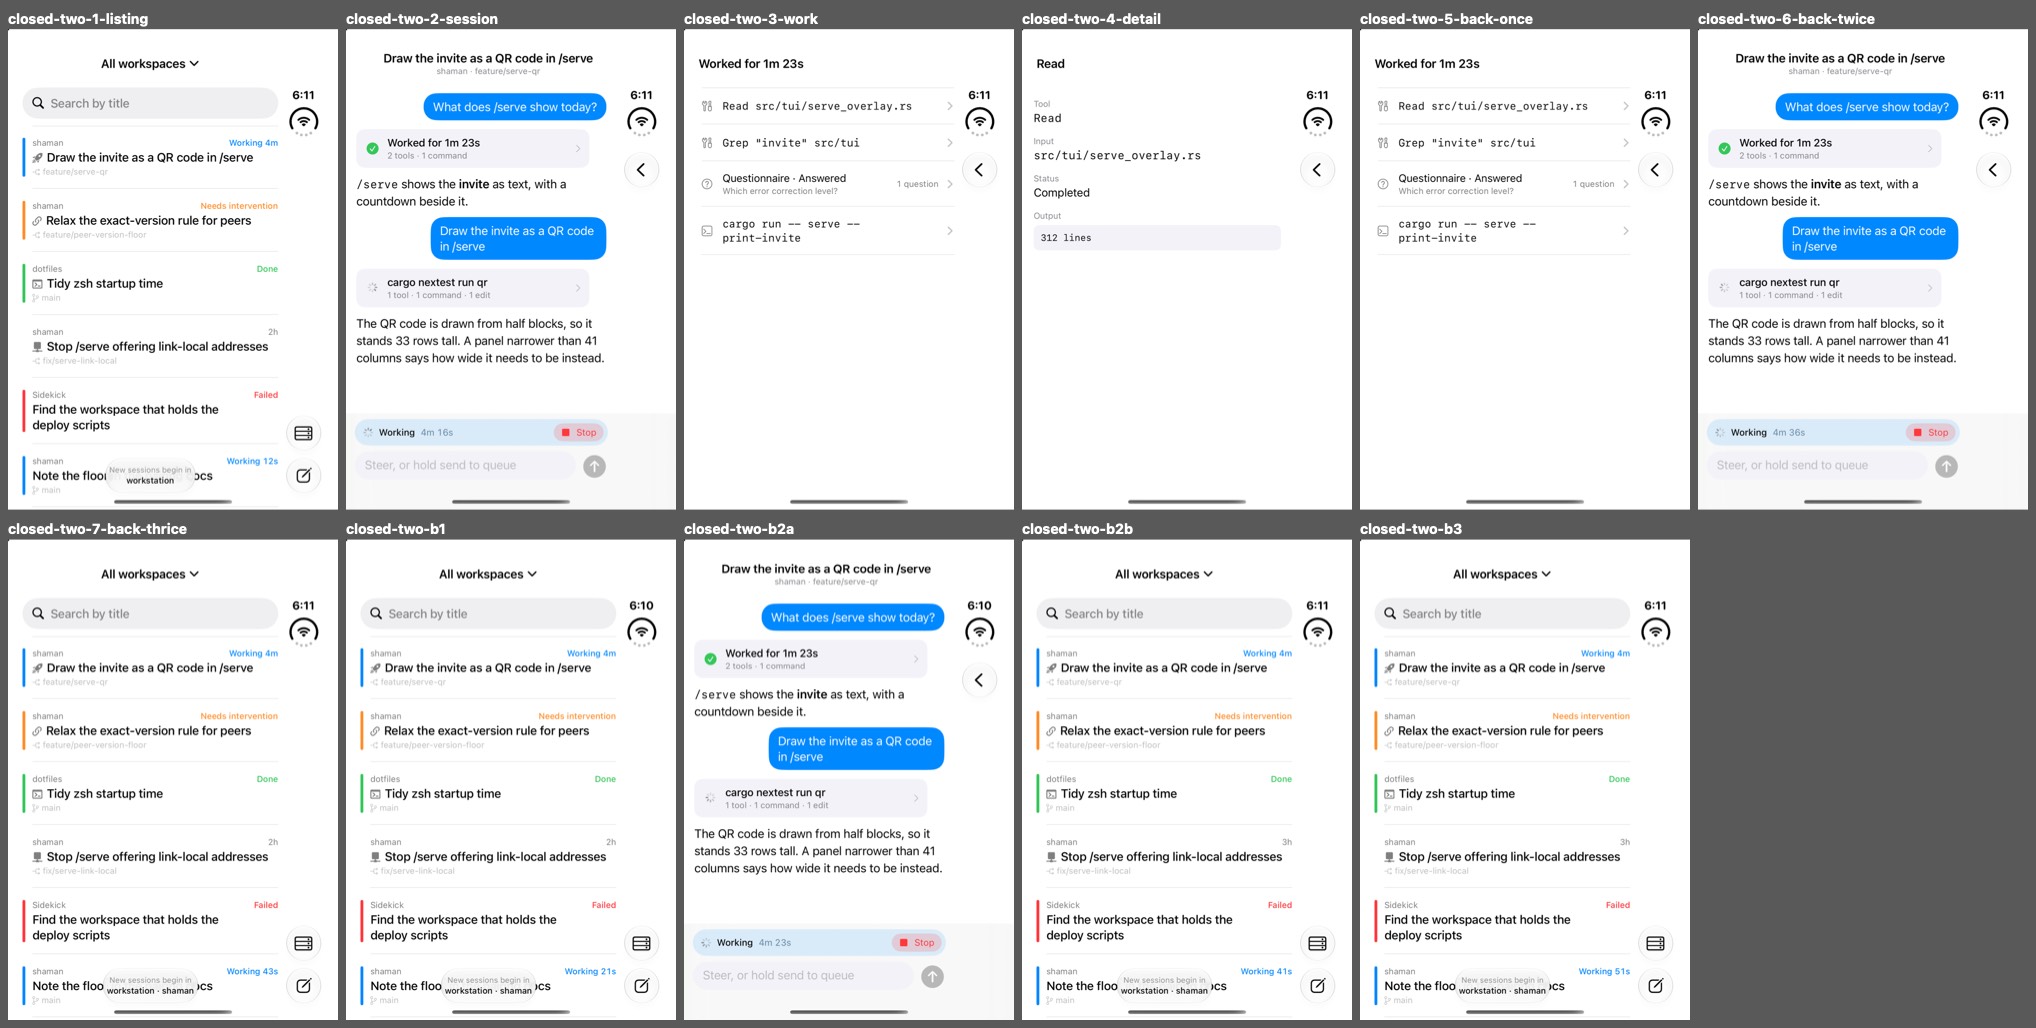 closed-two-1-listing
All workspaces
6:11
Search by title
shaman
Working 4m
Draw the invite as a QR code in /serve
feature/serve-qr
shaman
Needs intervention
Relax the exact-version rule for peers
feature/peer-version-floor
dotfiles
Done
Tidy zsh startup time
main
shaman
2h
Stop /serve offering link-local addresses
fix/serve-link-local
Sidekick
Failed
Find the workspace that holds the
deploy scripts
shaman
Working 12s
Note the floo
ocs
New sessions begin in
workstation
main
closed-two-2-session
Draw the invite as a QR code in /serve
shaman · feature/serve-qr
6:11
What does /serve show today?
Worked for 1m 23s
2 tools · 1 command
/serve shows the invite as text, with a
countdown beside it.
Draw the invite as a QR code
in /serve
cargo nextest run qr
1 tool · 1 command · 1 edit
The QR code is drawn from half blocks, so it
stands 33 rows tall. A panel narrower than 41
columns says how wide it needs to be instead.
Working 4m 16s
Stop
Steer, or hold send to queue
closed-two-3-work
Worked for 1m 23s
6:11
Read src/tui/serve_overlay.rs
Grep "invite" src/tui
Questionnaire · Answered
Which error correction level?
1 question
cargo run -- serve --
print-invite
closed-two-4-detail
Read
6:11
Tool
Read
Input
src/tui/serve_overlay.rs
Status
Completed
Output
312 lines
closed-two-5-back-once
Worked for 1m 23s
6:11
Read src/tui/serve_overlay.rs
Grep "invite" src/tui
Questionnaire · Answered
Which error correction level?
1 question
cargo run -- serve --
print-invite
closed-two-6-back-twice
Draw the invite as a QR code in /serve
shaman · feature/serve-qr
6:11
What does /serve show today?
Worked for 1m 23s
2 tools · 1 command
/serve shows the invite as text, with a
countdown beside it.
Draw the invite as a QR code
in /serve
cargo nextest run qr
1 tool · 1 command · 1 edit
The QR code is drawn from half blocks, so it
stands 33 rows tall. A panel narrower than 41
columns says how wide it needs to be instead.
Working 4m 36s
Stop
Steer, or hold send to queue
closed-two-7-back-thrice
All workspaces
6:11
Search by title
shaman
Working 4m
Draw the invite as a QR code in /serve
feature/serve-qr
shaman
Needs intervention
Relax the exact-version rule for peers
feature/peer-version-floor
dotfiles
Done
Tidy zsh startup time
main
shaman
2h
Stop /serve offering link-local addresses
fix/serve-link-local
Sidekick
Failed
Find the workspace that holds the
deploy scripts
shaman
Working 43s
Note the floo
ocs
New sessions begin in
workstation · shaman
main
closed-two-b1
All workspaces
6:10
Search by title
shaman
Working 4m
Draw the invite as a QR code in /serve
feature/serve-qr
shaman
Needs intervention
Relax the exact-version rule for peers
feature/peer-version-floor
dotfiles
Done
Tidy zsh startup time
main
shaman
2h
Stop /serve offering link-local addresses
fix/serve-link-local
Sidekick
Failed
Find the workspace that holds the
deploy scripts
shaman
Working 21s
Note the floo
ocs
New sessions begin in
workstation · shaman
main
closed-two-b2a
Draw the invite as a QR code in /serve
shaman · feature/serve-qr
6:10
What does /serve show today?
Worked for 1m 23s
2 tools · 1 command
/serve shows the invite as text, with a
countdown beside it.
Draw the invite as a QR code
in /serve
cargo nextest run qr
1 tool · 1 command · 1 edit
The QR code is drawn from half blocks, so it
stands 33 rows tall. A panel narrower than 41
columns says how wide it needs to be instead.
Working 4m 23s
Stop
Steer, or hold send to queue
closed-two-b2b
All workspaces
6:11
Search by title
shaman
Working 4m
Draw the invite as a QR code in /serve
feature/serve-qr
shaman
Needs intervention
Relax the exact-version rule for peers
feature/peer-version-floor
dotfiles
Done
Tidy zsh startup time
main
shaman
3h
Stop /serve offering link-local addresses
fix/serve-link-local
Sidekick
Failed
Find the workspace that holds the
deploy scripts
shaman
Working 41s
Note the floo
ocs
New sessions begin in
workstation · shaman
main
closed-two-b3
All workspaces
6:11
Search by title
shaman
Working 4m
Draw the invite as a QR code in /serve
feature/serve-qr
shaman
Needs intervention
Relax the exact-version rule for peers
feature/peer-version-floor
dotfiles
Done
Tidy zsh startup time
main
shaman
3h
Stop /serve offering link-local addresses
fix/serve-link-local
Sidekick
Failed
Find the workspace that holds the
deploy scripts
shaman
Working 51s
Note the floo
ocs
New sessions begin in
workstation · shaman
main